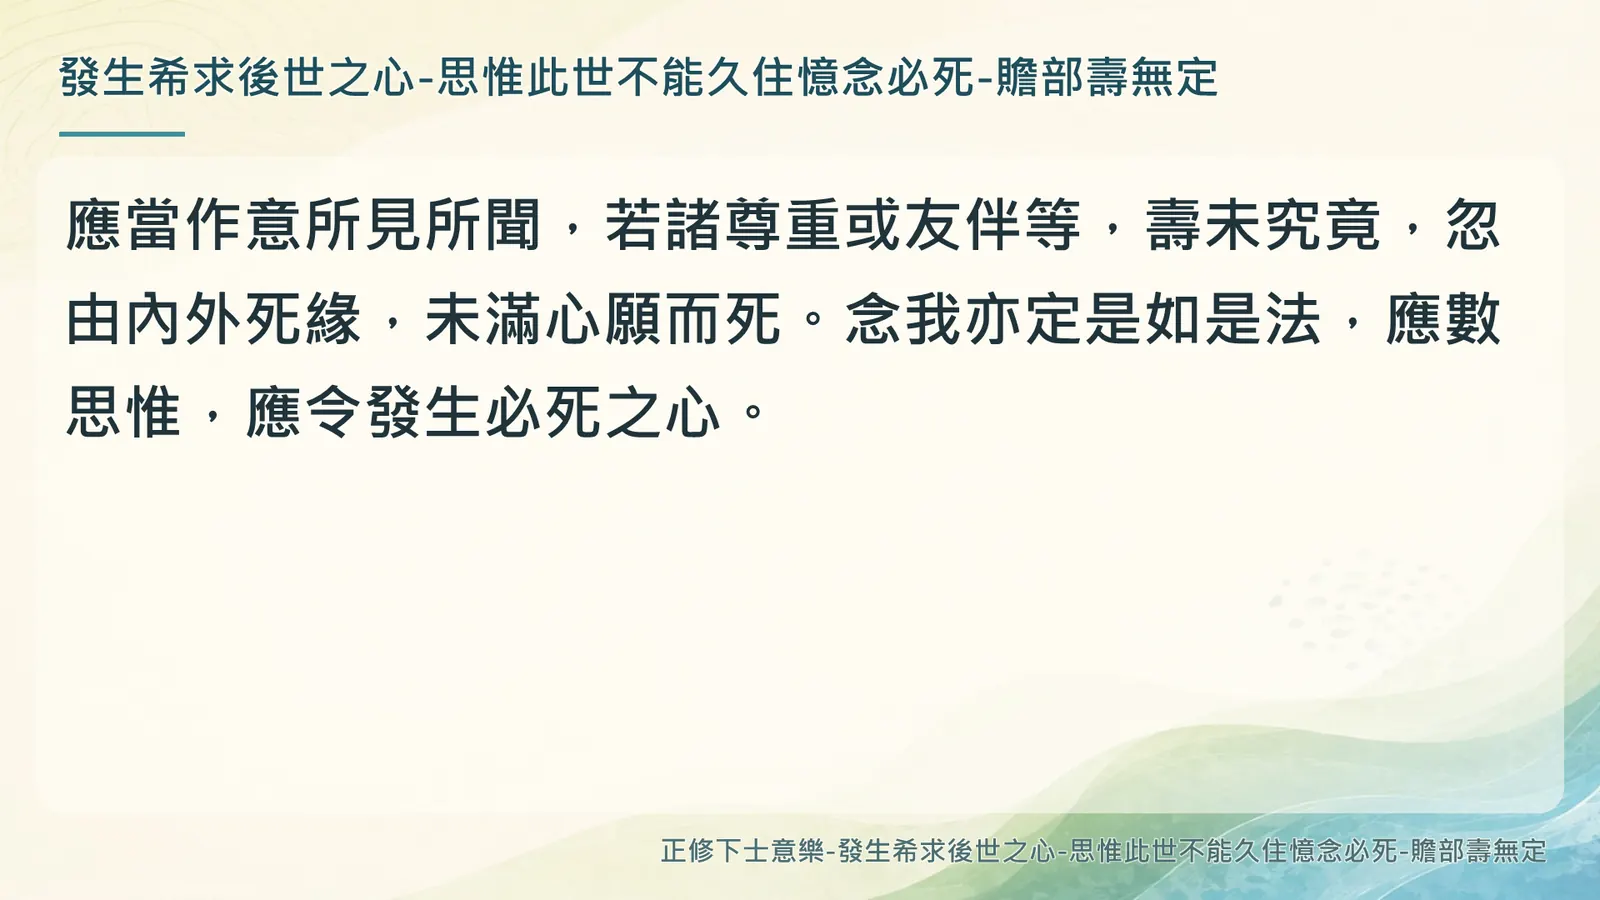 發生希求後世之心-思惟此世不能久住憶念必死-贍部壽無定
應當作意所見所聞，若諸尊重或友伴等，壽未究竟，忽
由內外死緣，未滿心願而死。念我亦定是如是法，應數
思惟，應令發生必死之心。
正修下士意樂-發生希求後世之心-思惟此世不能久住憶念必死-贍部壽無定